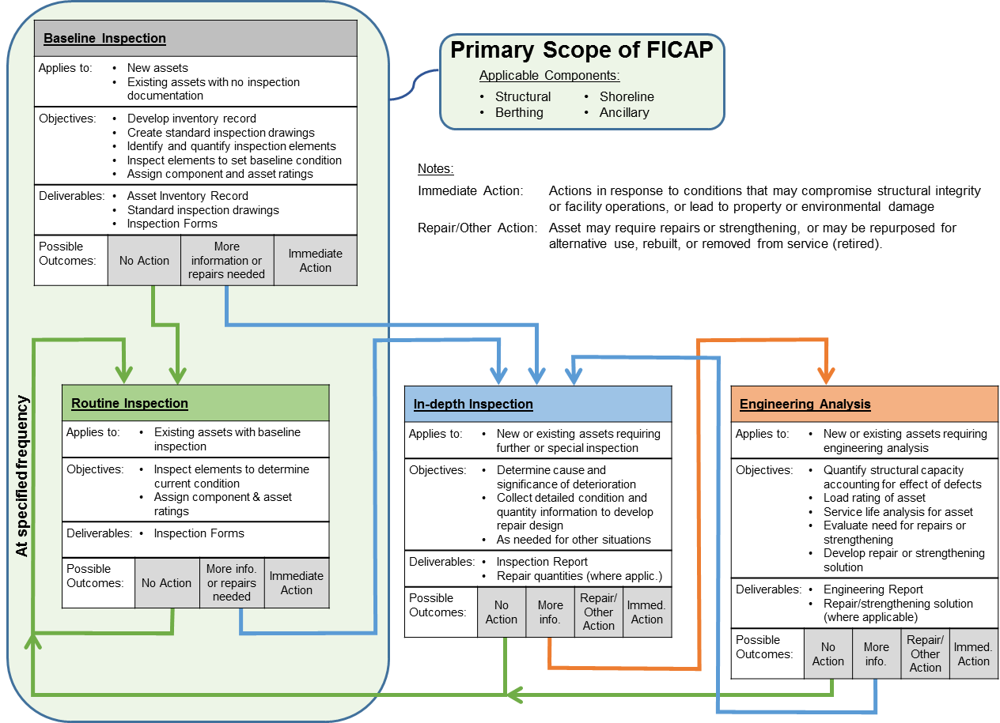 Baseline Inspection
Applies to:
• New assets
• Existing assets with no inspection
documentation
Objectives:
• Develop inventory record
• Create standard inspection drawings
• Identify and quantify inspection elements
• Inspect elements to set baseline condition
• Assign component and asset ratings
Deliverables:
• Asset Inventory Record
• Standard inspection drawings
• Inspection Forms
Possible
Outcomes:
No Action
More
information or
repairs needed
Immediate
Action
Primary Scope of FICAP
Applicable Components:
• Structural
• Berthing
• Shoreline
• Ancillary
Notes:
Immediate Action: Actions in response to conditions that may compromise structural integrity
or facility operations, or lead to property or environmental damage
Repair/Other Action: Asset may require repairs or strengthening, or may be repurposed for
alternative use, rebuilt, or removed from service (retired).
At specified frequency
Routine Inspection
Applies to:
• Existing assets with baseline
inspection
Objectives:
• Inspect elements to determine
current condition
• Assign component & asset
ratings
Deliverables:
• Inspection Forms
Possible
Outcomes:
No Action
More info.
or repairs
needed
Immediate
Action
In-depth Inspection
Applies to:
• New or existing assets requiring
further or special inspection
Objectives:
• Determine cause and
significance of deterioration
• Collect detailed condition and
quantity information to develop
repair design
• As needed for other situations
Deliverables:
• Inspection Report
• Repair quantities (where applic.)
Possible
Outcomes:
No
Action
More
info.
Repair/
Other
Action
Immed.
Action
Engineering Analysis
Applies to:
• New or existing assets requiring
engineering analysis
Objectives:
• Quantify structural capacity
accounting for effect of defects
• Load rating of asset
• Service life analysis for asset
• Evaluate need for repairs or
strengthening
• Develop repair or strengthening
solution
Deliverables:
• Engineering Report
• Repair/strengthening solution
(where applicable)
Possible
Outcomes:
No
Action
More
info.
Repair/
Other
Action
Immed.
Action